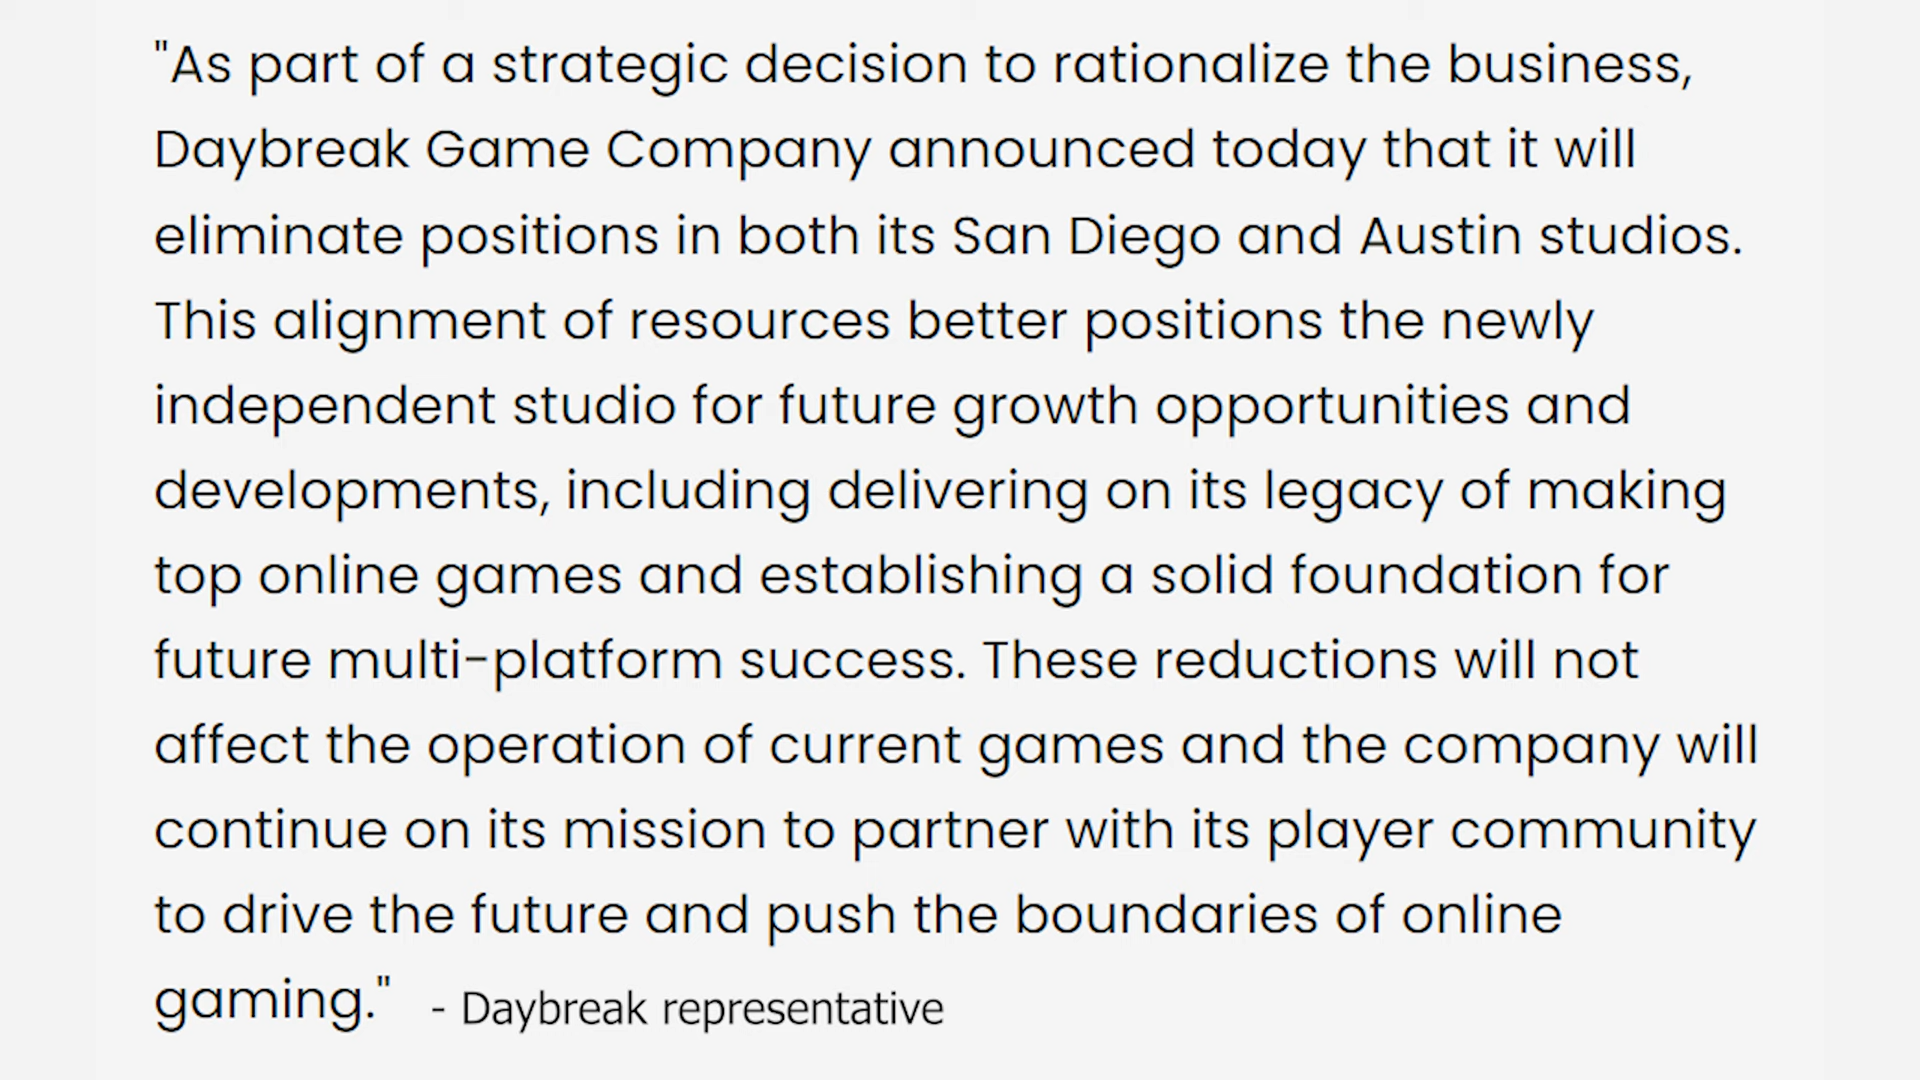 "As part of a strategic decision to rationalize the business,
Daybreak Game Company announced today that it will
eliminate positions in both its San Diego and Austin studios.
This alignment of resources better positions the newly
independent studio for future growth opportunities and
developments, including delivering on its legacy of making
top online games and establishing a solid foundation for
future multi-platform success. These reductions will not
affect the operation of current games and the company will
continue on its mission to partner with its player community
to drive the future and push the boundaries of online
gaming." - Daybreak representative